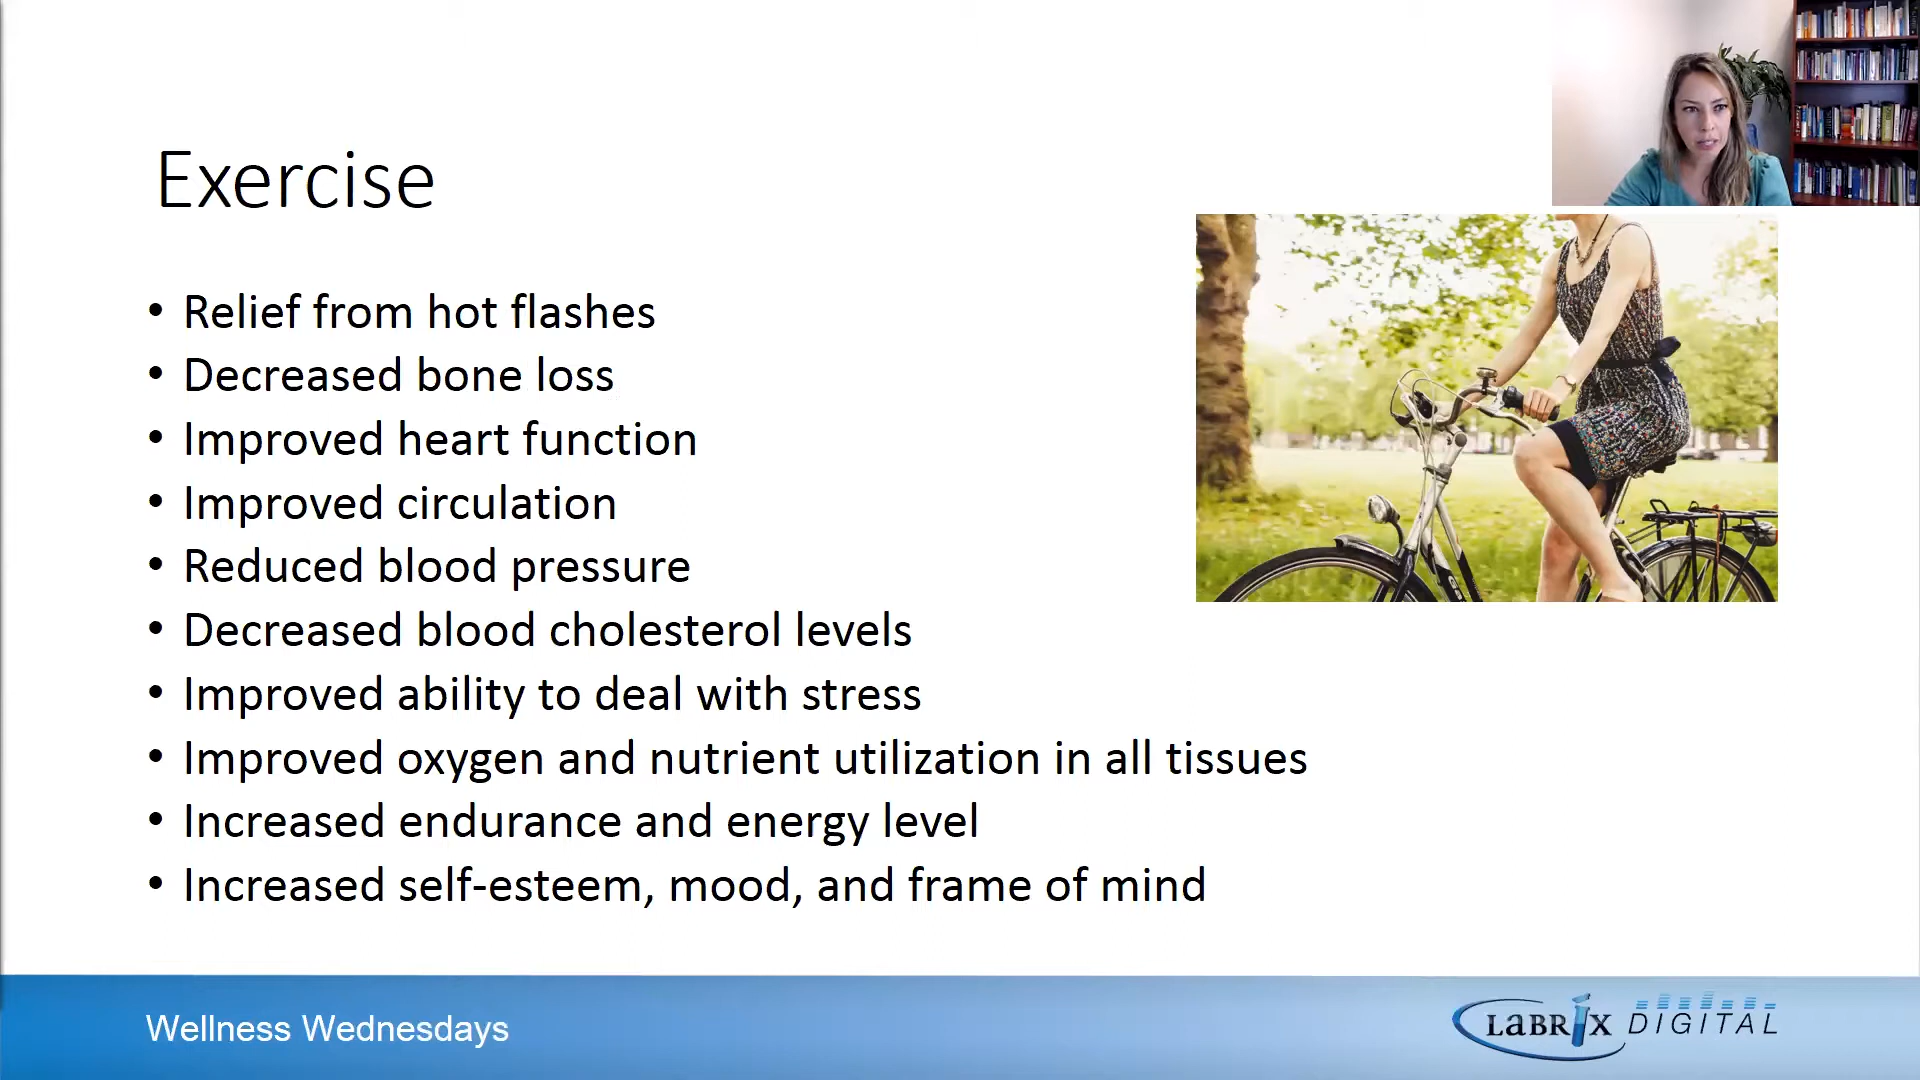 Exercise
• Relief from hot flashes
• Decreased bone loss
• Improved heart function
• Improved circulation
• Reduced blood pressure
• Decreased blood cholesterol levels
• Improved ability to deal with stress
• Improved oxygen and nutrient utilization in all tissues
• Increased endurance and energy level
• Increased self-esteem, mood, and frame of mind
Wellness Wednesdays
LABRIX DIGITAL